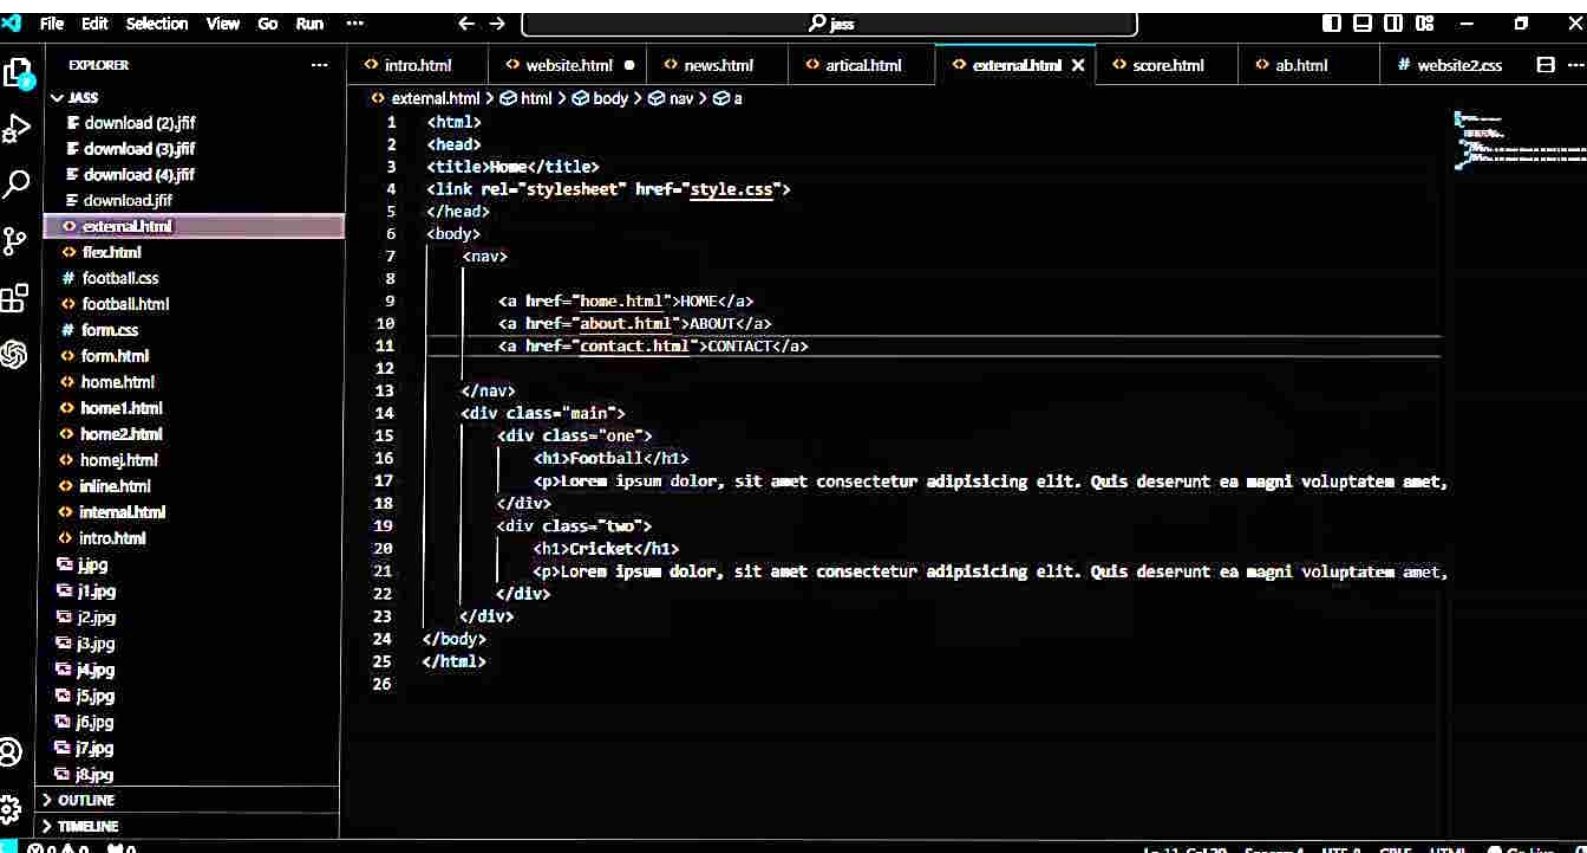 File Edit Selection View Go Run ··· ← → jass
EXPLORER ···
JASS
download (2).jfif
download (3).jfif
download (4).jfif
download.jfif
external.html
flex.html
# football.css
football.html
# form.css
form.html
home.html
home1.html
home2.html
homej.html
inline.html
internal.html
intro.html
j.jpg
j1.jpg
j2.jpg
j3.jpg
j4.jpg
j5.jpg
j6.jpg
j7.jpg
j8.jpg
OUTLINE
TIMELINE
intro.html website.html ● news.html artical.html external.html X score.html ab.html # website2.css ···
external.html > html > body > nav > a
1 <html>
2 <head>
3 <title>Home</title>
4 <link rel="stylesheet" href="style.css">
5 </head>
6 <body>
7 <nav>
8
9 <a href="home.html">HOME</a>
10 <a href="about.html">ABOUT</a>
11 <a href="contact.html">CONTACT</a>
12
13 </nav>
14 <div class="main">
15 <div class="one">
16 <h1>Football</h1>
17 <p>Lorem ipsum dolor, sit amet consectetur adipisicing elit. Quis deserunt ea magni voluptatem amet,
18 </div>
19 <div class="two">
20 <h1>Cricket</h1>
21 <p>Lorem ipsum dolor, sit amet consectetur adipisicing elit. Quis deserunt ea magni voluptatem amet,
22 </div>
23 </div>
24 </body>
25 </html>
26